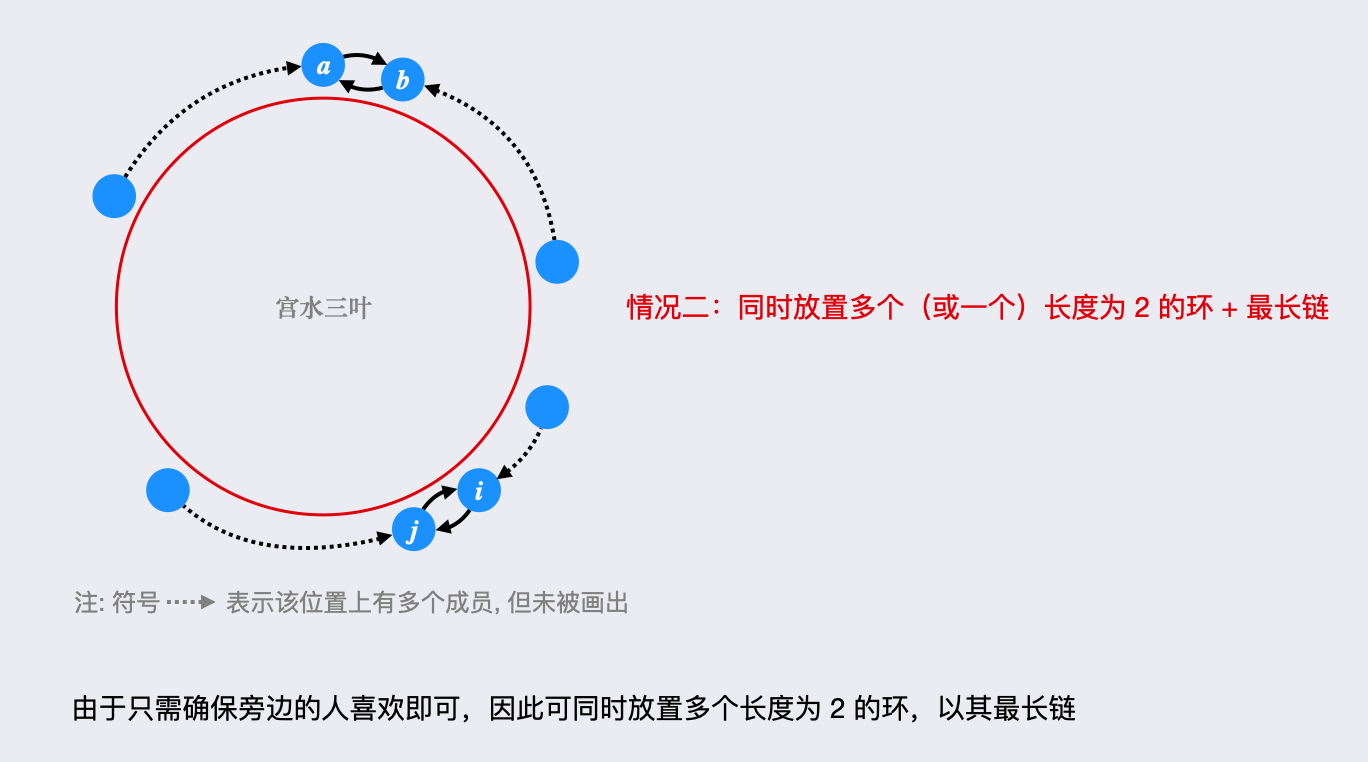 a
b
宫水三叶
情况二：同时放置多个（或一个）长度为 2 的环 + 最长链
i
j
注: 符号 表示该位置上有多个成员, 但未被画出
由于只需确保旁边的人喜欢即可，因此可同时放置多个长度为 2 的环，以其最长链